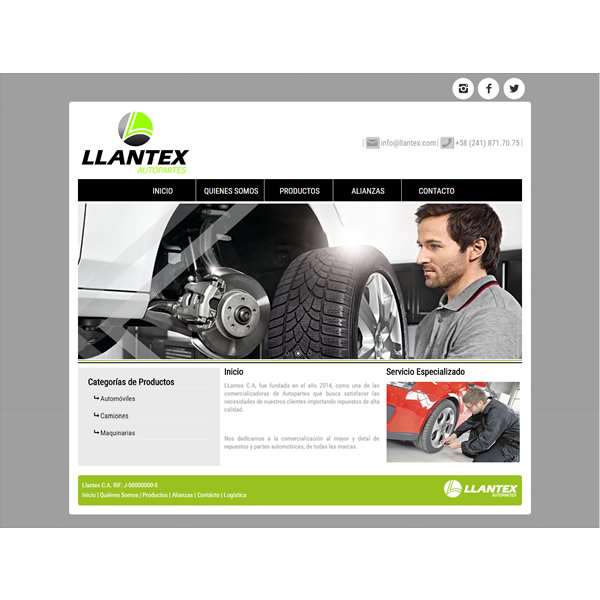 LLANTEX
AUTOPARTES
info@llantex.com
+58 (241) 871.70.75
INICIO
QUIENES SOMOS
PRODUCTOS
ALIANZAS
CONTACTO
Categorías de Productos
Automóviles
Camiones
Maquinarias
Inicio
LLantex C.A, fue fundada en el año 2014, como una de las
comercializadoras de Autopartes que busca satisfacer las
necesidades de nuestros clientes importando repuestos de alta
calidad.
Nos dedicamos a la comercialización al mayor y detal de
repuestos y partes automotrices, de todas las marcas.
Servicio Especializado
Llantex C.A. RIF: J-00000000-0
Inicio | Quiénes Somos | Productos | Alianzas | Contácto | Logística
LLANTEX
AUTOPARTES